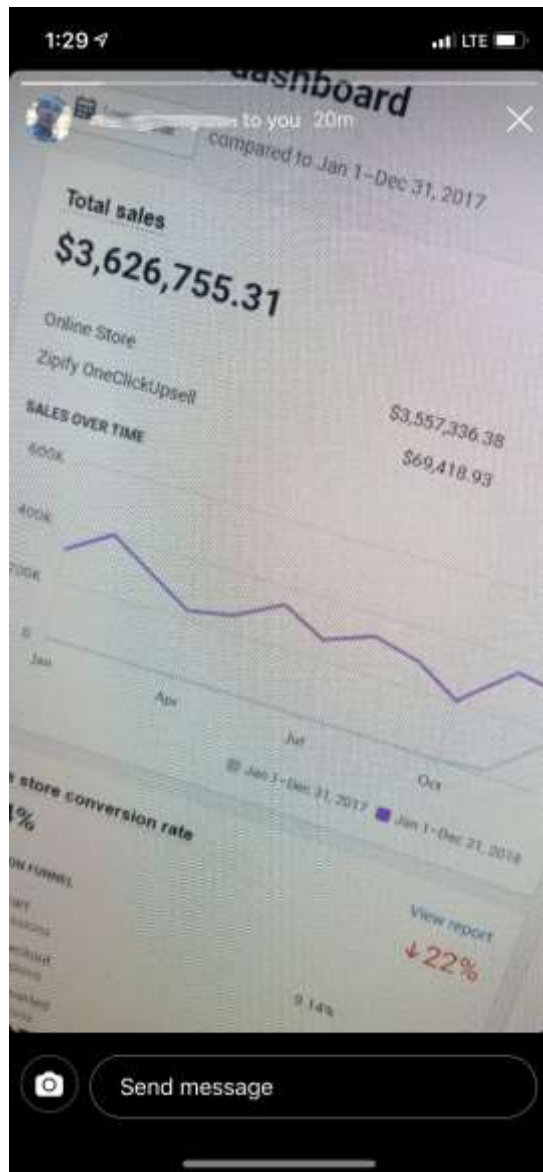 1:29
LTE
dashboard
to you 20m
compared to Jan 1–Dec 31, 2017
Total sales
$3,626,755.31
Online Store
$3,557,336.38
Zipify OneClickUpsell
$69,418.93
SALES OVER TIME
600K
400K
0
Jan
Apr
Jul
Oct
Jan 1–Dec 31, 2017
Jan 1–Dec 31, 2018
store conversion rate
%
View report
↓22%
9.14%
Send message